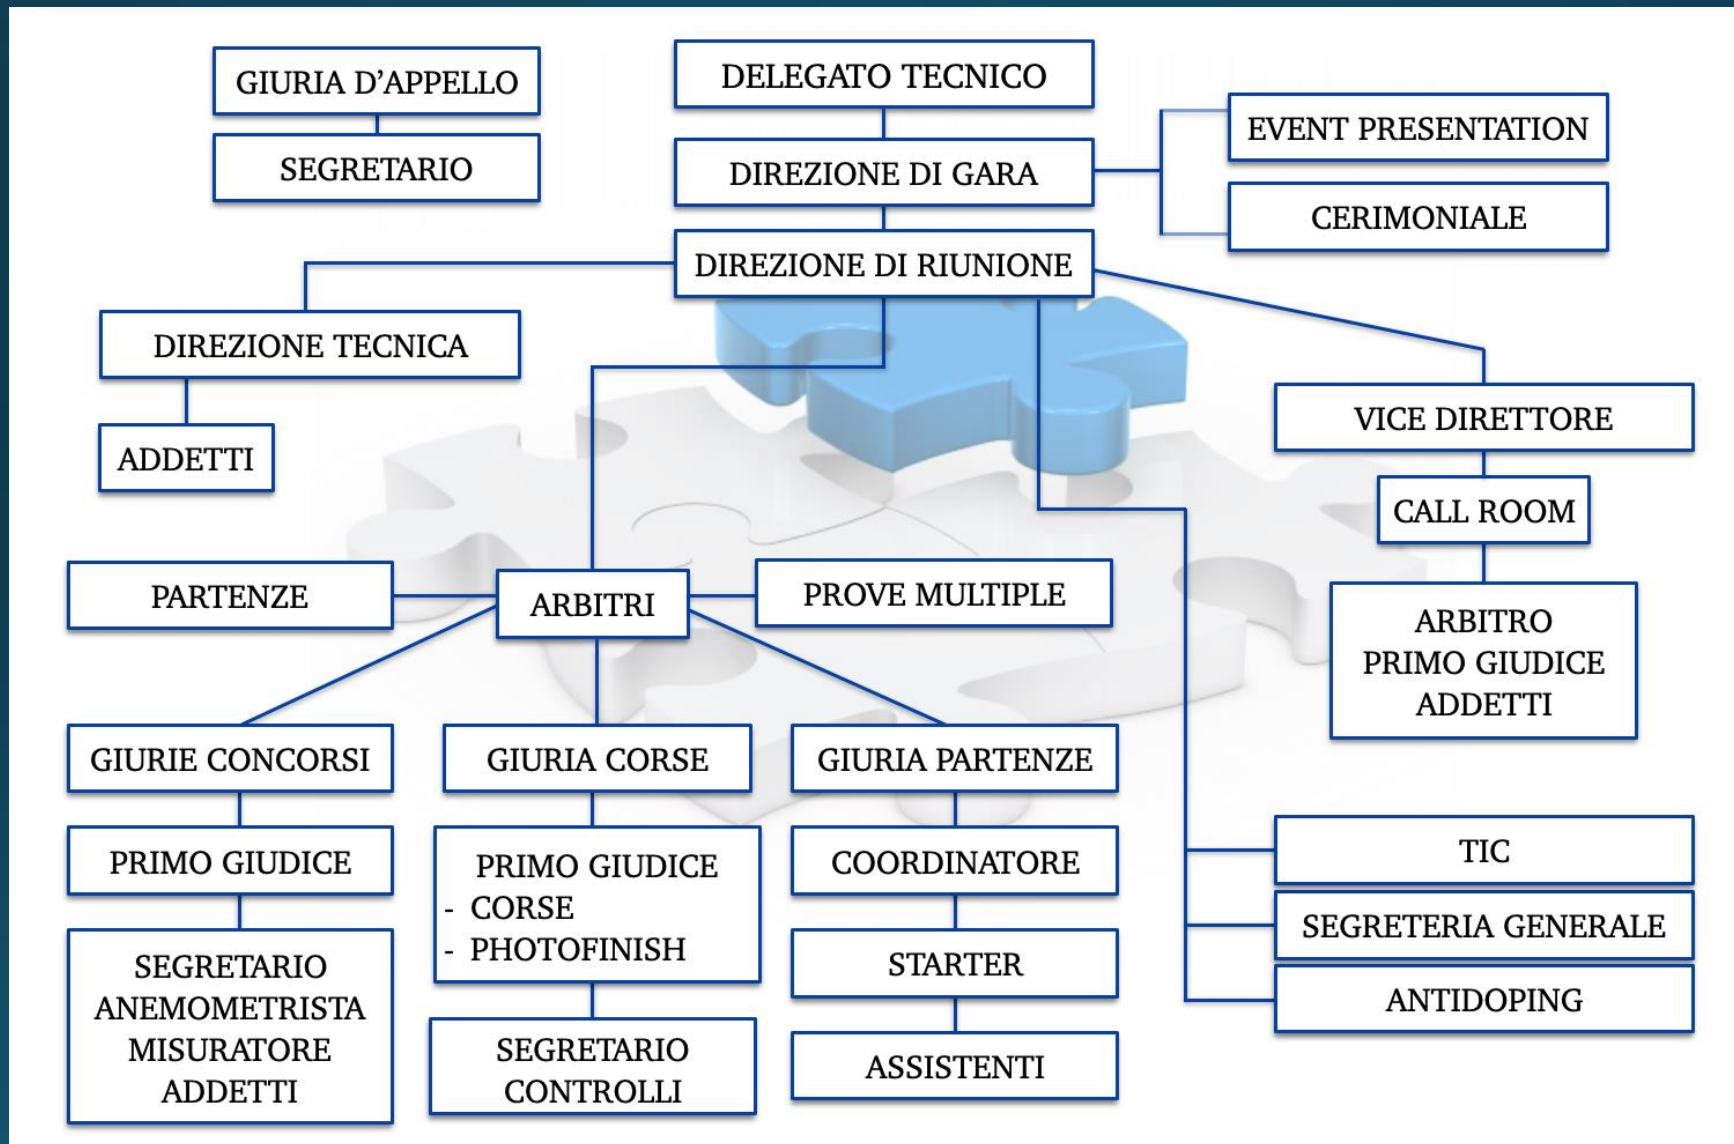 GIURIA D'APPELLO
SEGRETARIO
DELEGATO TECNICO
DIREZIONE DI GARA
EVENT PRESENTATION
CERIMONIALE
DIREZIONE DI RIUNIONE
DIREZIONE TECNICA
ADDETTI
VICE DIRETTORE
CALL ROOM
ARBITRO
PRIMO GIUDICE
ADDETTI
PARTENZE
ARBITRI
PROVE MULTIPLE
GIURIE CONCORSI
PRIMO GIUDICE
SEGRETARIO
ANEMOMETRISTA
MISURATORE
ADDETTI
GIURIA CORSE
PRIMO GIUDICE
- CORSE
- PHOTOFINISH
SEGRETARIO
CONTROLLI
GIURIA PARTENZE
COORDINATORE
STARTER
ASSISTENTI
TIC
SEGRETERIA GENERALE
ANTIDOPING